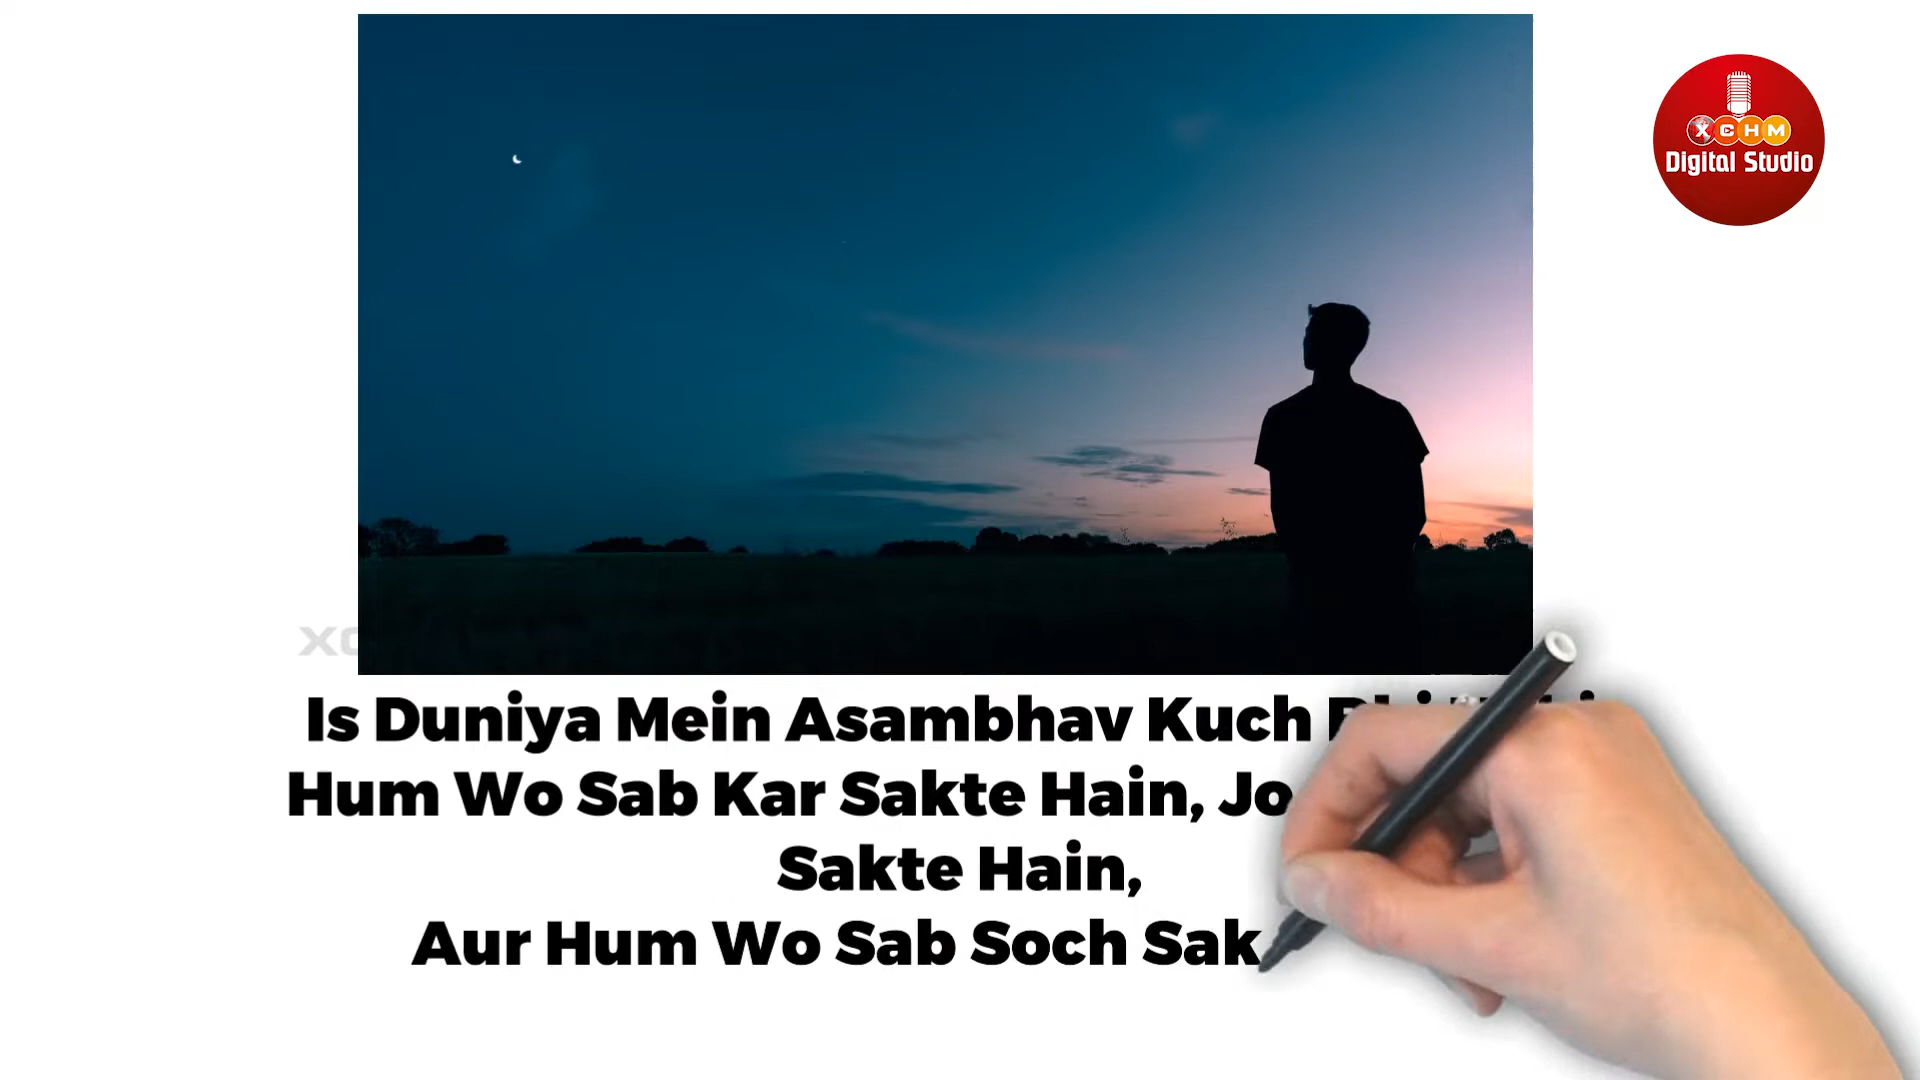 XCHM
Digital Studio
Is Duniya Mein Asambhav Kuch
Hum Wo Sab Kar Sakte Hain, Jo
Sakte Hain,
Aur Hum Wo Sab Soch Sak